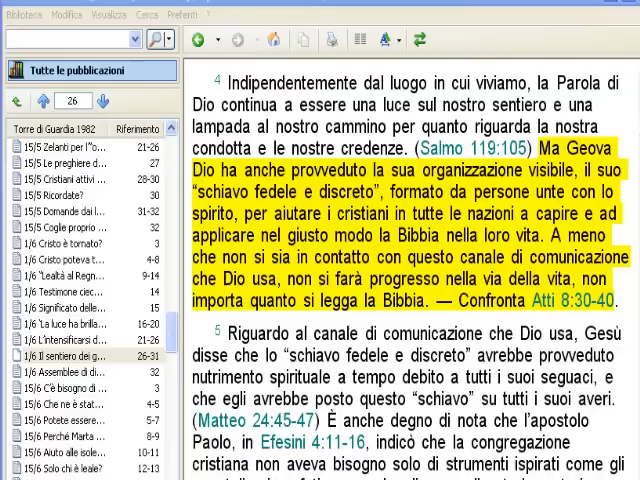 Biblioteca Modifica Visualizza Cerca Preferiti ?
Tutte le pubblicazioni
26
Torre di Guardia 1982 Riferimento
15/5 Zelanti per l'"o... 21-26
15/5 Le preghiere d... 27
15/5 Cristiani attivi ... 28-30
15/5 Ricordate? 30
15/5 Domande dai l... 31-32
15/5 Coglie proprio ... 32
1/6 Cristo è tornato? 3
1/6 Cristo poteva t... 4-8
1/6 "Lealtà al Regn... 9-14
1/6 Testimone ciec... 14
1/6 Significato delle... 15
1/6 'La luce ha brilla... 16-20
1/6 L'intensificarsi d... 21-26
1/6 Il sentiero dei g... 26-31
1/6 Assemblee di di... 32
15/6 C'è bisogno di ... 3
15/6 Che ne è stat... 4-5
15/6 Potete essere... 5-7
15/6 Perché Marta ... 8-9
15/6 Aiuto alle isole... 10-11
15/6 Solo chi è leale? 12-13
4 Indipendentemente dal luogo in cui viviamo, la Parola di
Dio continua a essere una luce sul nostro sentiero e una
lampada al nostro cammino per quanto riguarda la nostra
condotta e le nostre credenze. (Salmo 119:105) Ma Geova
Dio ha anche provveduto la sua organizzazione visibile, il suo
"schiavo fedele e discreto", formato da persone unte con lo
spirito, per aiutare i cristiani in tutte le nazioni a capire e ad
applicare nel giusto modo la Bibbia nella loro vita. A meno
che non si sia in contatto con questo canale di comunicazione
che Dio usa, non si farà progresso nella via della vita, non
importa quanto si legga la Bibbia. — Confronta Atti 8:30-40.
5 Riguardo al canale di comunicazione che Dio usa, Gesù
disse che lo "schiavo fedele e discreto" avrebbe provveduto
nutrimento spirituale a tempo debito a tutti i suoi seguaci, e
che egli avrebbe posto questo "schiavo" su tutti i suoi averi.
(Matteo 24:45-47) È anche degno di nota che l'apostolo
Paolo, in Efesini 4:11-16, indicò che la congregazione
cristiana non aveva bisogno solo di strumenti ispirati come gli